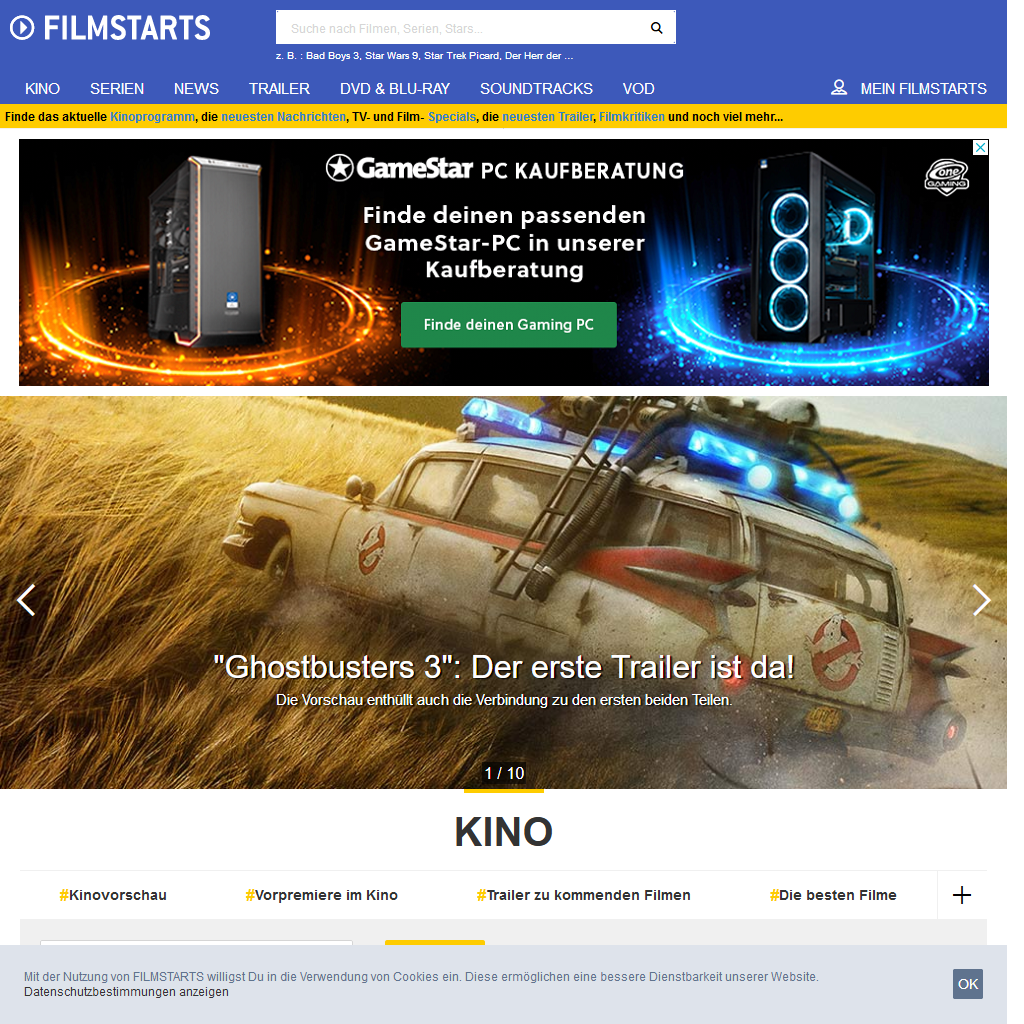 FILMSTARTS
Suche nach Filmen, Serien, Stars...
z. B. : Bad Boys 3, Star Wars 9, Star Trek Picard, Der Herr der ...
KINO SERIEN NEWS TRAILER DVD & BLU-RAY SOUNDTRACKS VOD MEIN FILMSTARTS
Finde das aktuelle Kinoprogramm, die neuesten Nachrichten, TV- und Film- Specials, die neuesten Trailer, Filmkritiken und noch viel mehr...
GameStar PC KAUFBERATUNG
one
GAMING
Finde deinen passenden
GameStar-PC in unserer
Kaufberatung
Finde deinen Gaming PC
"Ghostbusters 3": Der erste Trailer ist da!
Die Vorschau enthüllt auch die Verbindung zu den ersten beiden Teilen.
1 / 10
KINO
#Kinovorschau #Vorpremiere im Kino #Trailer zu kommenden Filmen #Die besten Filme
Mit der Nutzung von FILMSTARTS willigst Du in die Verwendung von Cookies ein. Diese ermöglichen eine bessere Dienstbarkeit unserer Website.
Datenschutzbestimmungen anzeigen
OK